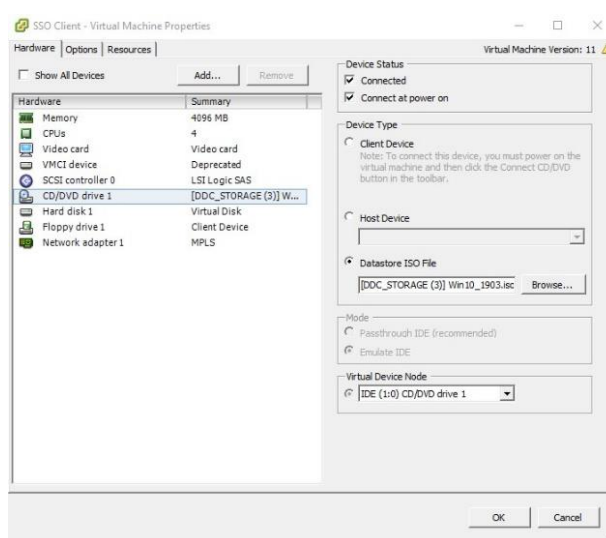 SSO Client - Virtual Machine Properties
Hardware Options Resources
Virtual Machine Version: 11
Show All Devices
Add...
Remove
Hardware Summary
Memory 4096 MB
CPUs 4
Video card Video card
VMCI device Deprecated
SCSI controller 0 LSI Logic SAS
CD/DVD drive 1 [DDC_STORAGE (3)] W...
Hard disk 1 Virtual Disk
Floppy drive 1 Client Device
Network adapter 1 MPLS
Device Status
Connected
Connect at power on
Device Type
Client Device
Note: To connect this device, you must power on the
virtual machine and then click the Connect CD/DVD
button in the toolbar.
Host Device
Datastore ISO File
[DDC_STORAGE (3)] Win10_1903.isc
Browse...
Mode
Passthrough IDE (recommended)
Emulate IDE
Virtual Device Node
IDE (1:0) CD/DVD drive 1
OK
Cancel